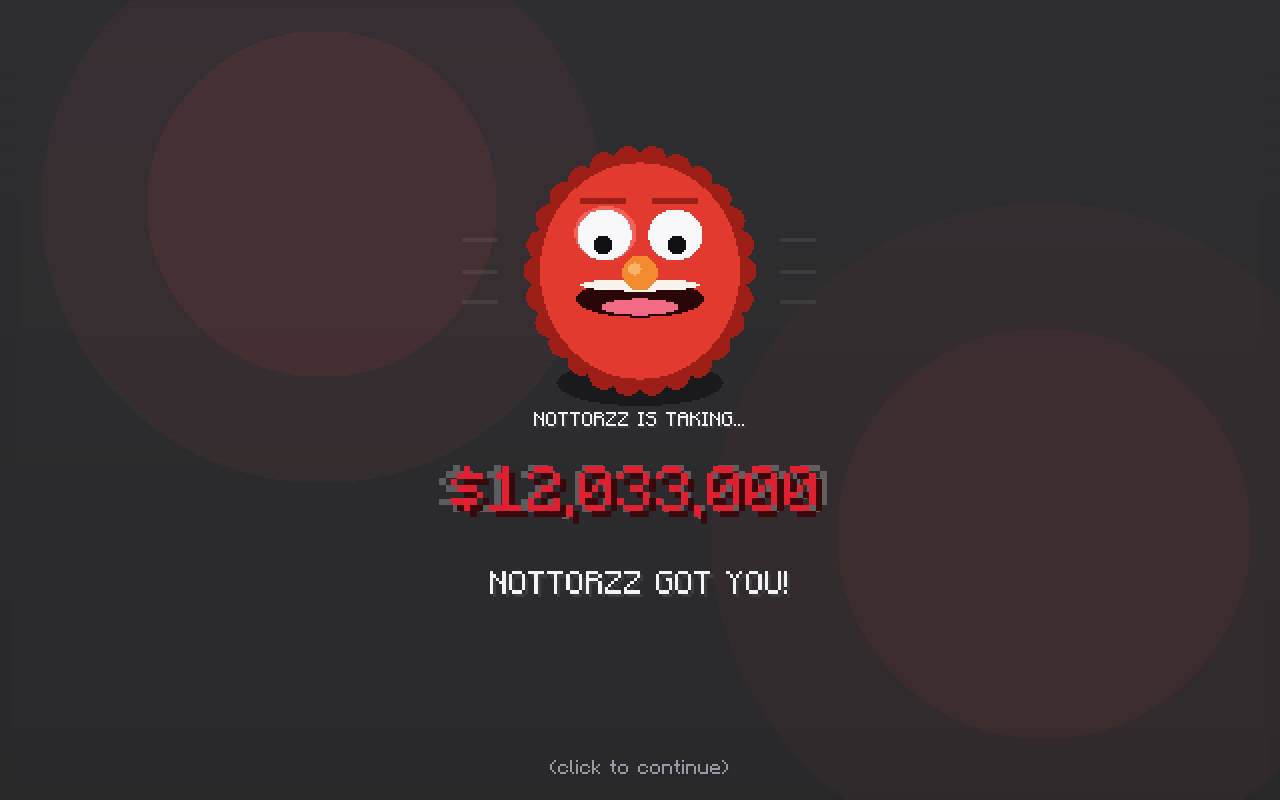 NOTTORZZ IS TAKING...
$12,033,000
NOTTORZZ GOT YOU!
(click to continue)